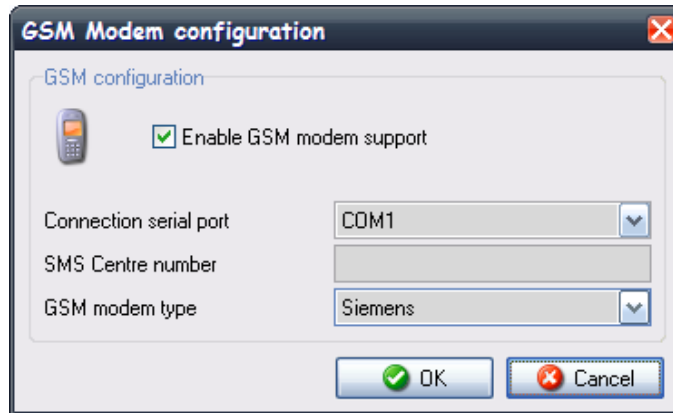 GSM Modem configuration
GSM configuration
Enable GSM modem support
Connection serial port COM1
SMS Centre number
GSM modem type Siemens
OK Cancel